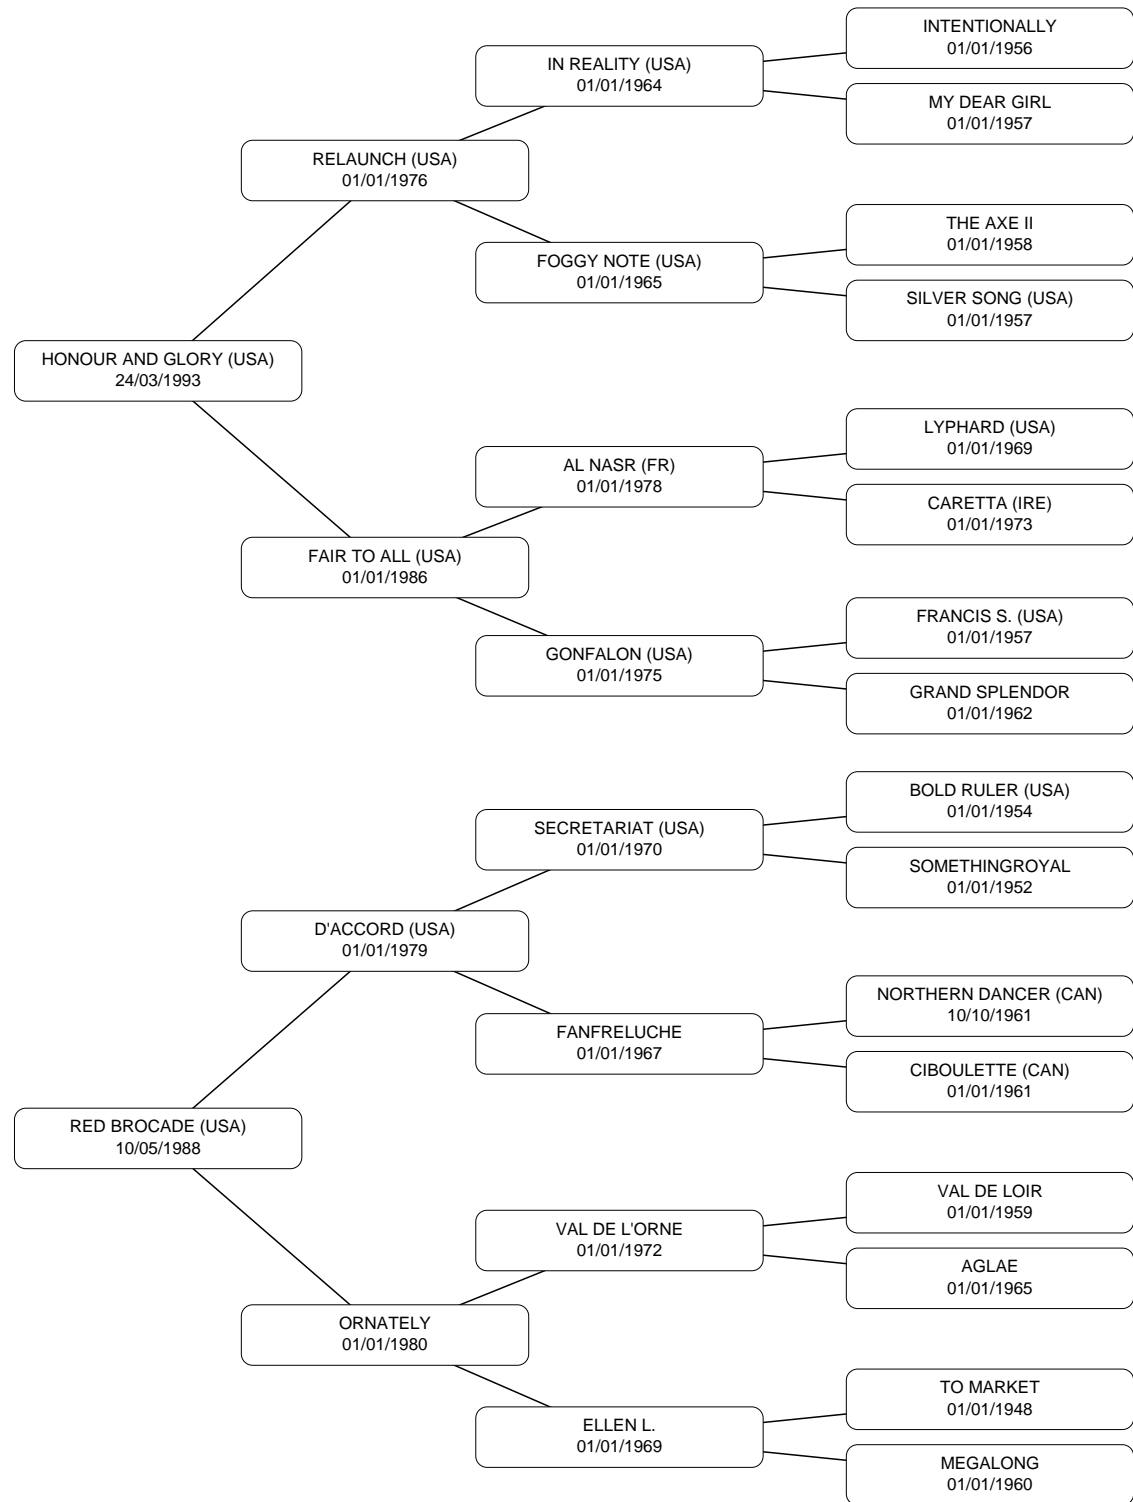 INTENTIONALLY
01/01/1956
IN REALITY (USA)
01/01/1964
MY DEAR GIRL
01/01/1957
RELAUNCH (USA)
01/01/1976
THE AXE II
01/01/1958
FOGGY NOTE (USA)
01/01/1965
SILVER SONG (USA)
01/01/1957
HONOUR AND GLORY (USA)
24/03/1993
LYPHARD (USA)
01/01/1969
AL NASR (FR)
01/01/1978
CARETTA (IRE)
01/01/1973
FAIR TO ALL (USA)
01/01/1986
FRANCIS S. (USA)
01/01/1957
GONFALON (USA)
01/01/1975
GRAND SPLENDOR
01/01/1962
BOLD RULER (USA)
01/01/1954
SECRETARIAT (USA)
01/01/1970
SOMETHINGROYAL
01/01/1952
D'ACCORD (USA)
01/01/1979
NORTHERN DANCER (CAN)
10/10/1961
FANFRELUCHE
01/01/1967
CIBOULETTE (CAN)
01/01/1961
RED BROCADE (USA)
10/05/1988
VAL DE LOIR
01/01/1959
VAL DE L'ORNE
01/01/1972
AGLAE
01/01/1965
ORNATELY
01/01/1980
TO MARKET
01/01/1948
ELLEN L.
01/01/1969
MEGALONG
01/01/1960